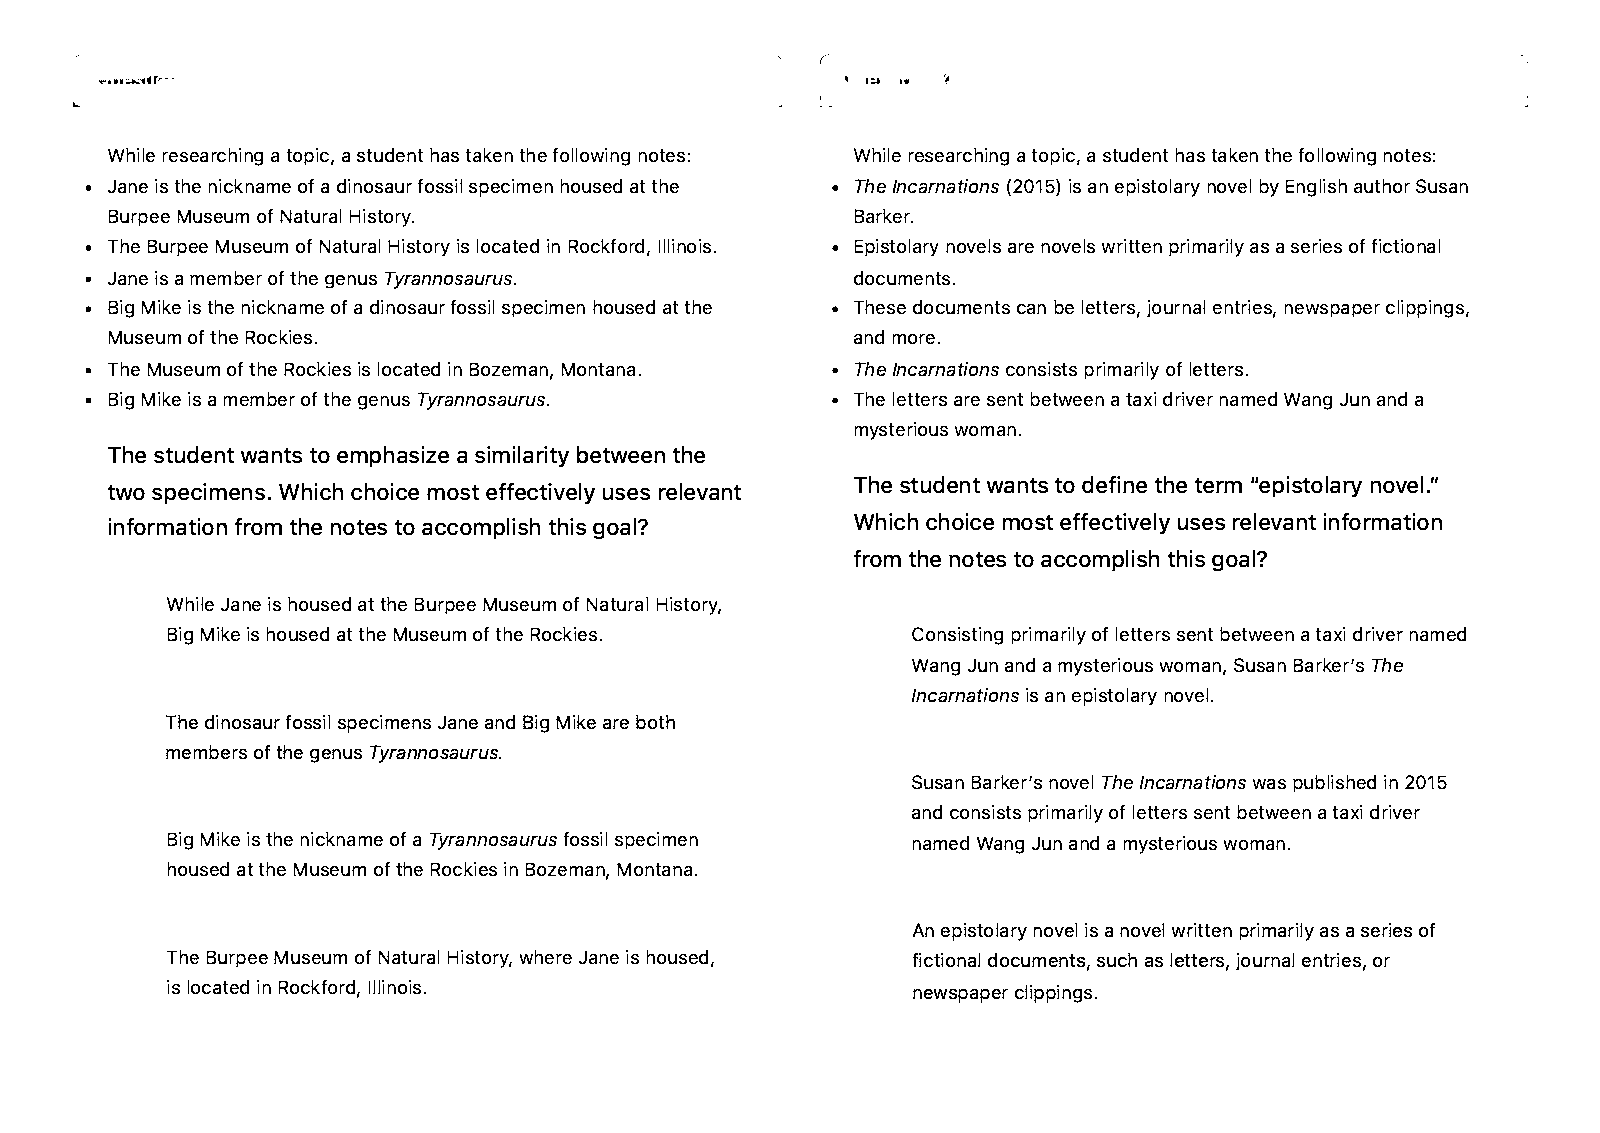 While researching a topic, a student has taken the following notes:
• Jane is the nickname of a dinosaur fossil specimen housed at the
Burpee Museum of Natural History.
• The Burpee Museum of Natural History is located in Rockford, Illinois.
• Jane is a member of the genus Tyrannosaurus.
• Big Mike is the nickname of a dinosaur fossil specimen housed at the
Museum of the Rockies.
• The Museum of the Rockies is located in Bozeman, Montana.
• Big Mike is a member of the genus Tyrannosaurus.
The student wants to emphasize a similarity between the
two specimens. Which choice most effectively uses relevant
information from the notes to accomplish this goal?
While Jane is housed at the Burpee Museum of Natural History,
Big Mike is housed at the Museum of the Rockies.
The dinosaur fossil specimens Jane and Big Mike are both
members of the genus Tyrannosaurus.
Big Mike is the nickname of a Tyrannosaurus fossil specimen
housed at the Museum of the Rockies in Bozeman, Montana.
The Burpee Museum of Natural History, where Jane is housed,
is located in Rockford, Illinois.
While researching a topic, a student has taken the following notes:
• The Incarnations (2015) is an epistolary novel by English author Susan
Barker.
• Epistolary novels are novels written primarily as a series of fictional
documents.
• These documents can be letters, journal entries, newspaper clippings,
and more.
• The Incarnations consists primarily of letters.
• The letters are sent between a taxi driver named Wang Jun and a
mysterious woman.
The student wants to define the term “epistolary novel.”
Which choice most effectively uses relevant information
from the notes to accomplish this goal?
Consisting primarily of letters sent between a taxi driver named
Wang Jun and a mysterious woman, Susan Barker’s The
Incarnations is an epistolary novel.
Susan Barker’s novel The Incarnations was published in 2015
and consists primarily of letters sent between a taxi driver
named Wang Jun and a mysterious woman.
An epistolary novel is a novel written primarily as a series of
fictional documents, such as letters, journal entries, or
newspaper clippings.